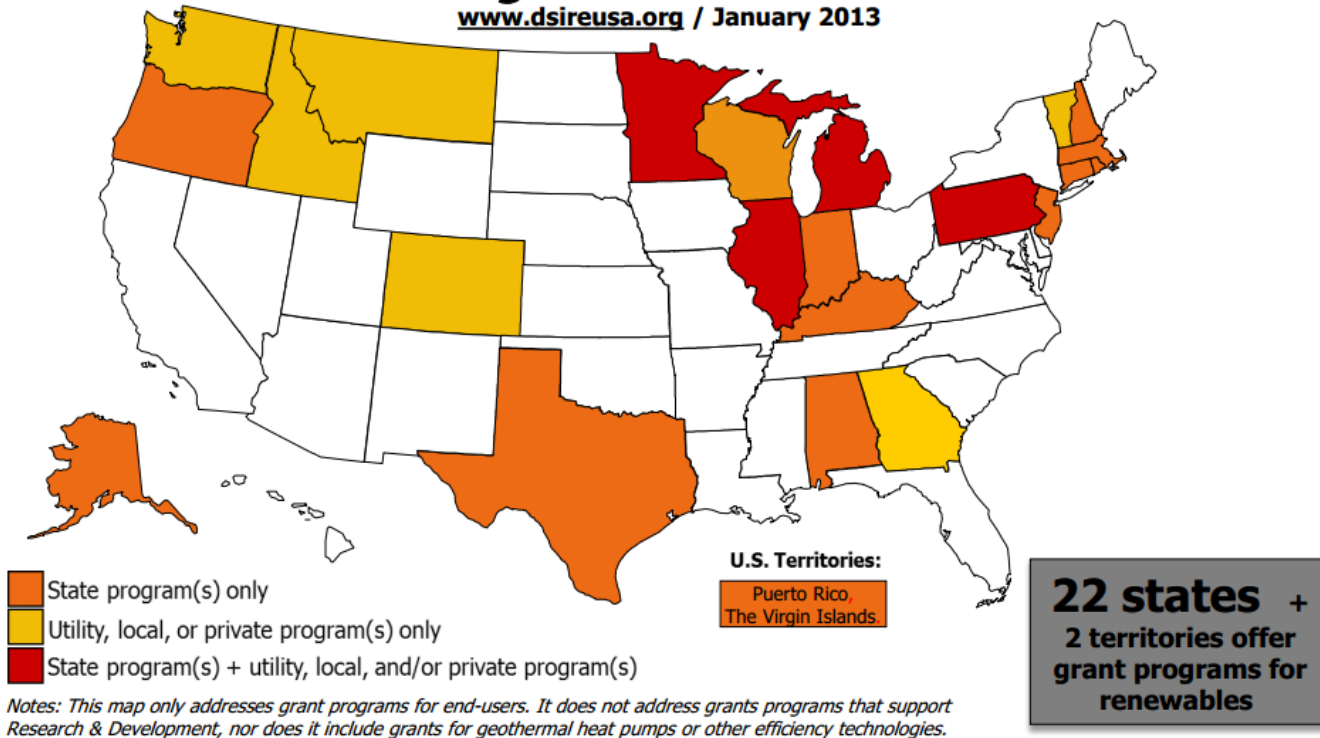 www.dsireusa.org / January 2013
U.S. Territories:
Puerto Rico,
The Virgin Islands.
State program(s) only
Utility, local, or private program(s) only
State program(s) + utility, local, and/or private program(s)
22 states +
2 territories offer
grant programs for
renewables
Notes: This map only addresses grant programs for end-users. It does not address grants programs that support
Research & Development, nor does it include grants for geothermal heat pumps or other efficiency technologies.